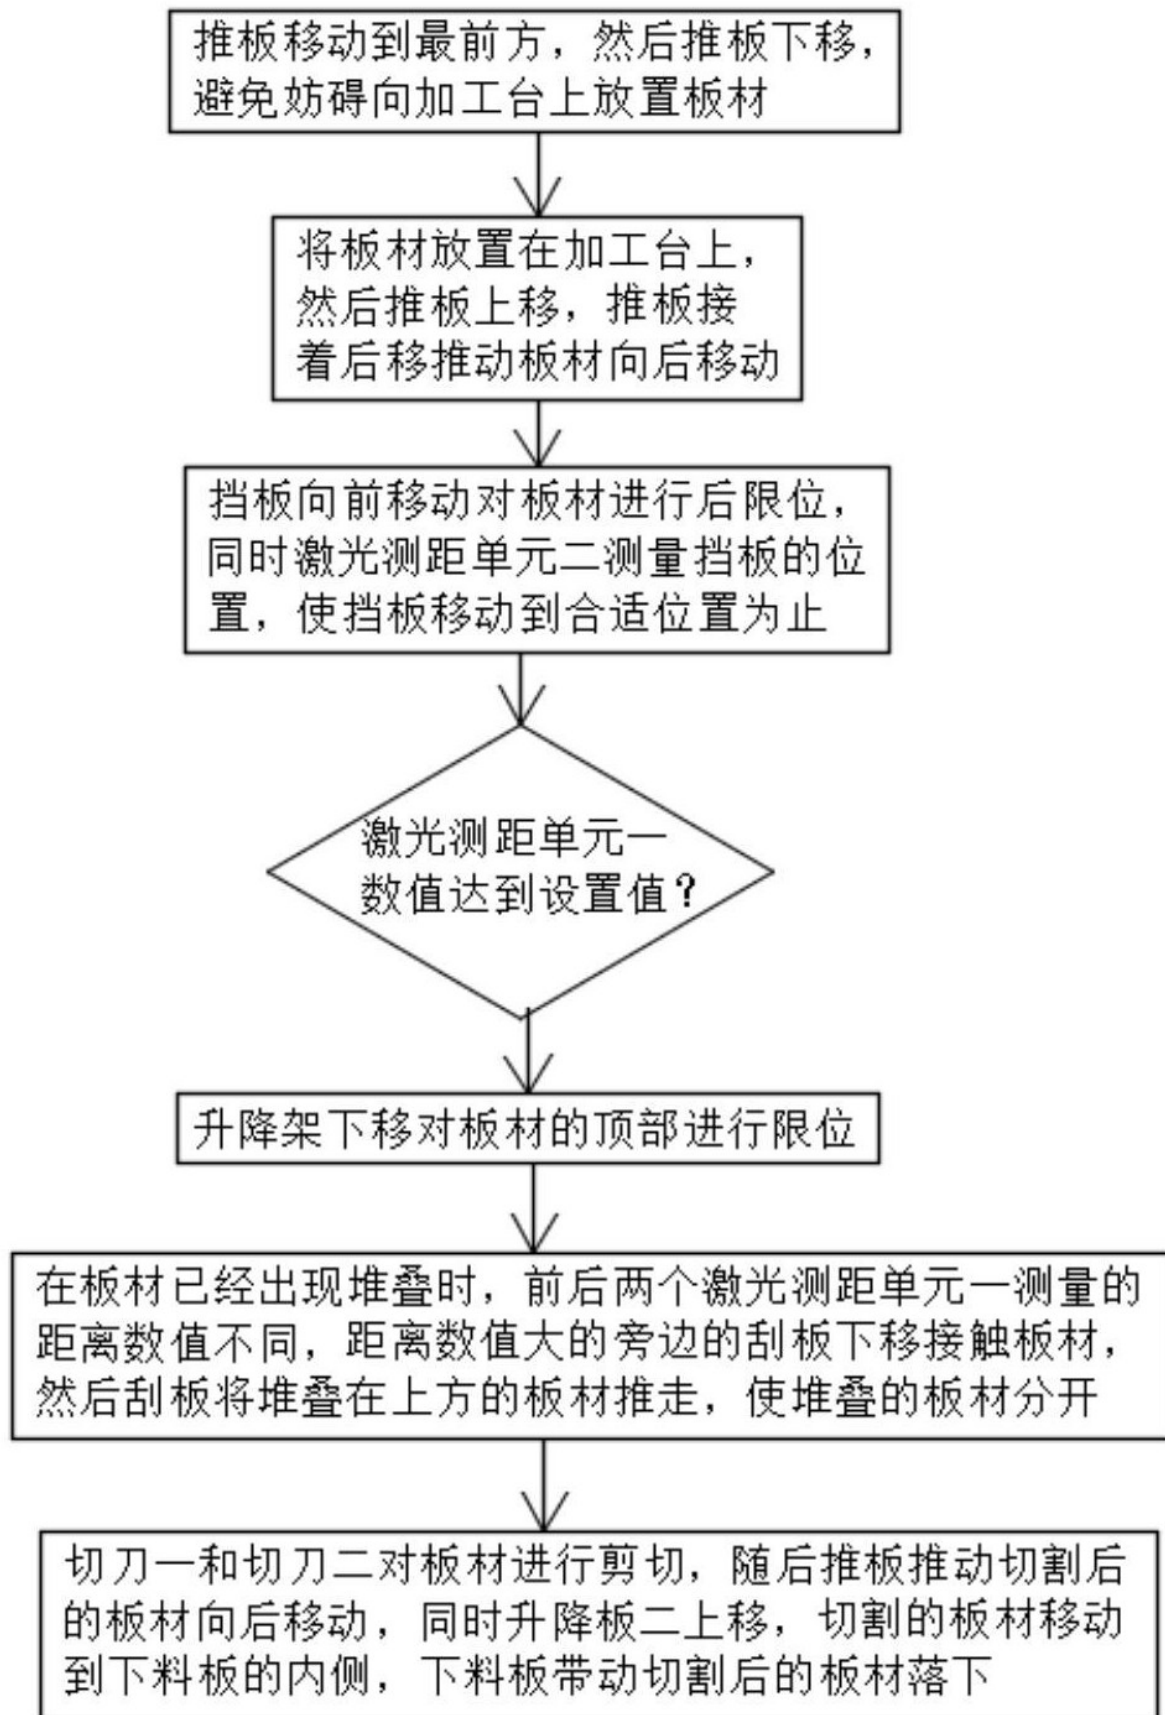 推板移动到最前方，然后推板下移，
避免妨碍向加工台上放置板材
将板材放置在加工台上，
然后推板上移，推板接
着后移推动板材向后移动
挡板向前移动对板材进行后限位，
同时激光测距单元二测量挡板的位
置，使挡板移动到合适位置为止
激光测距单元一
数值达到设置值？
升降架下移对板材的顶部进行限位
在板材已经出现堆叠时，前后两个激光测距单元一测量的
距离数值不同，距离数值大的旁边的刮板下移接触板材，
然后刮板将堆叠在上方的板材推走，使堆叠的板材分开
切刀一和切刀二对板材进行剪切，随后推板推动切割后
的板材向后移动，同时升降板二上移，切割的板材移动
到下料板的内侧，下料板带动切割后的板材落下